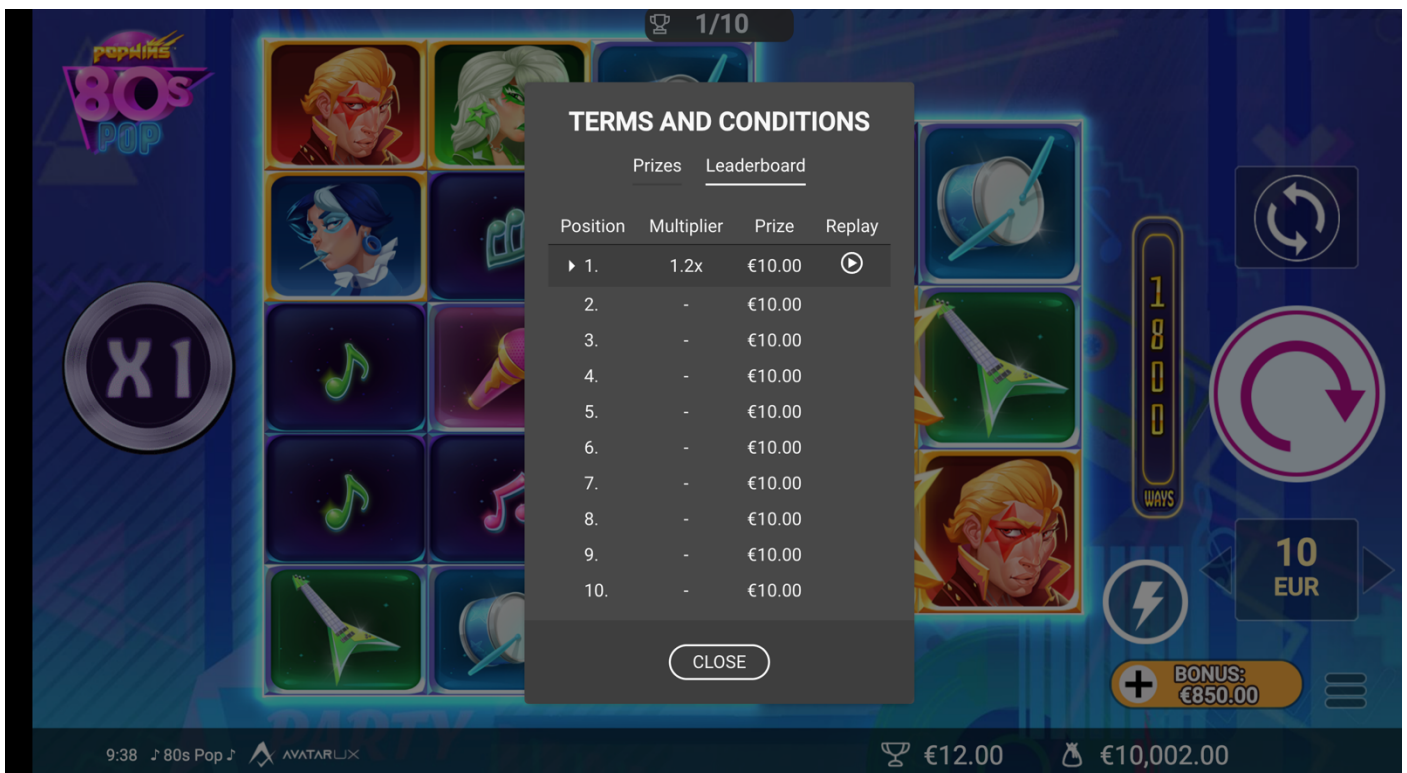 1/10
POPWINS
80s
POP
TERMS AND CONDITIONS
Prizes Leaderboard
Position Multiplier Prize Replay
1. 1.2x €10.00
2. - €10.00
3. - €10.00
4. - €10.00
5. - €10.00
6. - €10.00
7. - €10.00
8. - €10.00
9. - €10.00
10. - €10.00
CLOSE
X1
1800
WAYS
10
EUR
BONUS:
€850.00
PARTY
9:38 ♪ 80s Pop ♪ AVATARUX
€12.00 €10,002.00